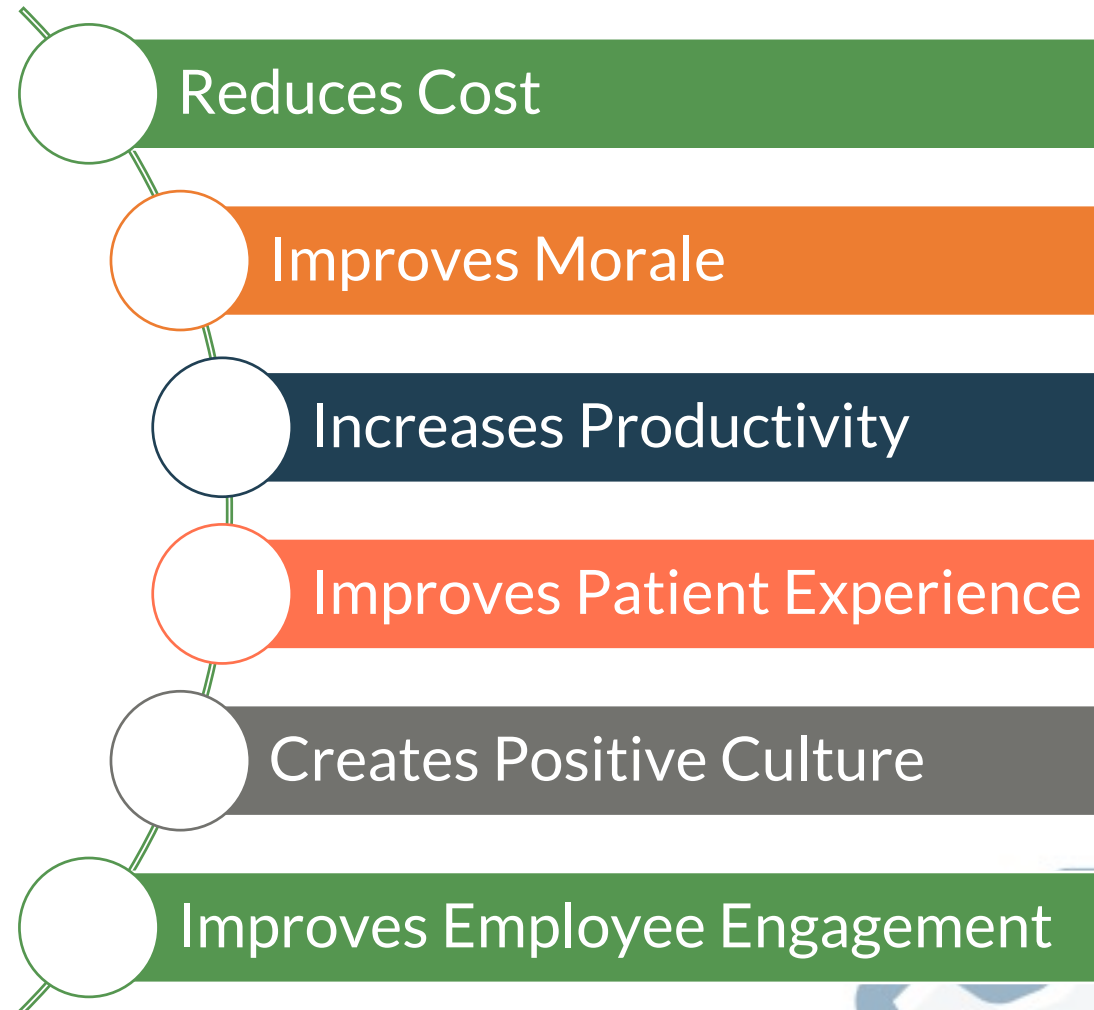 Reduces Cost
Improves Morale
Increases Productivity
Improves Patient Experience
Creates Positive Culture
Improves Employee Engagement